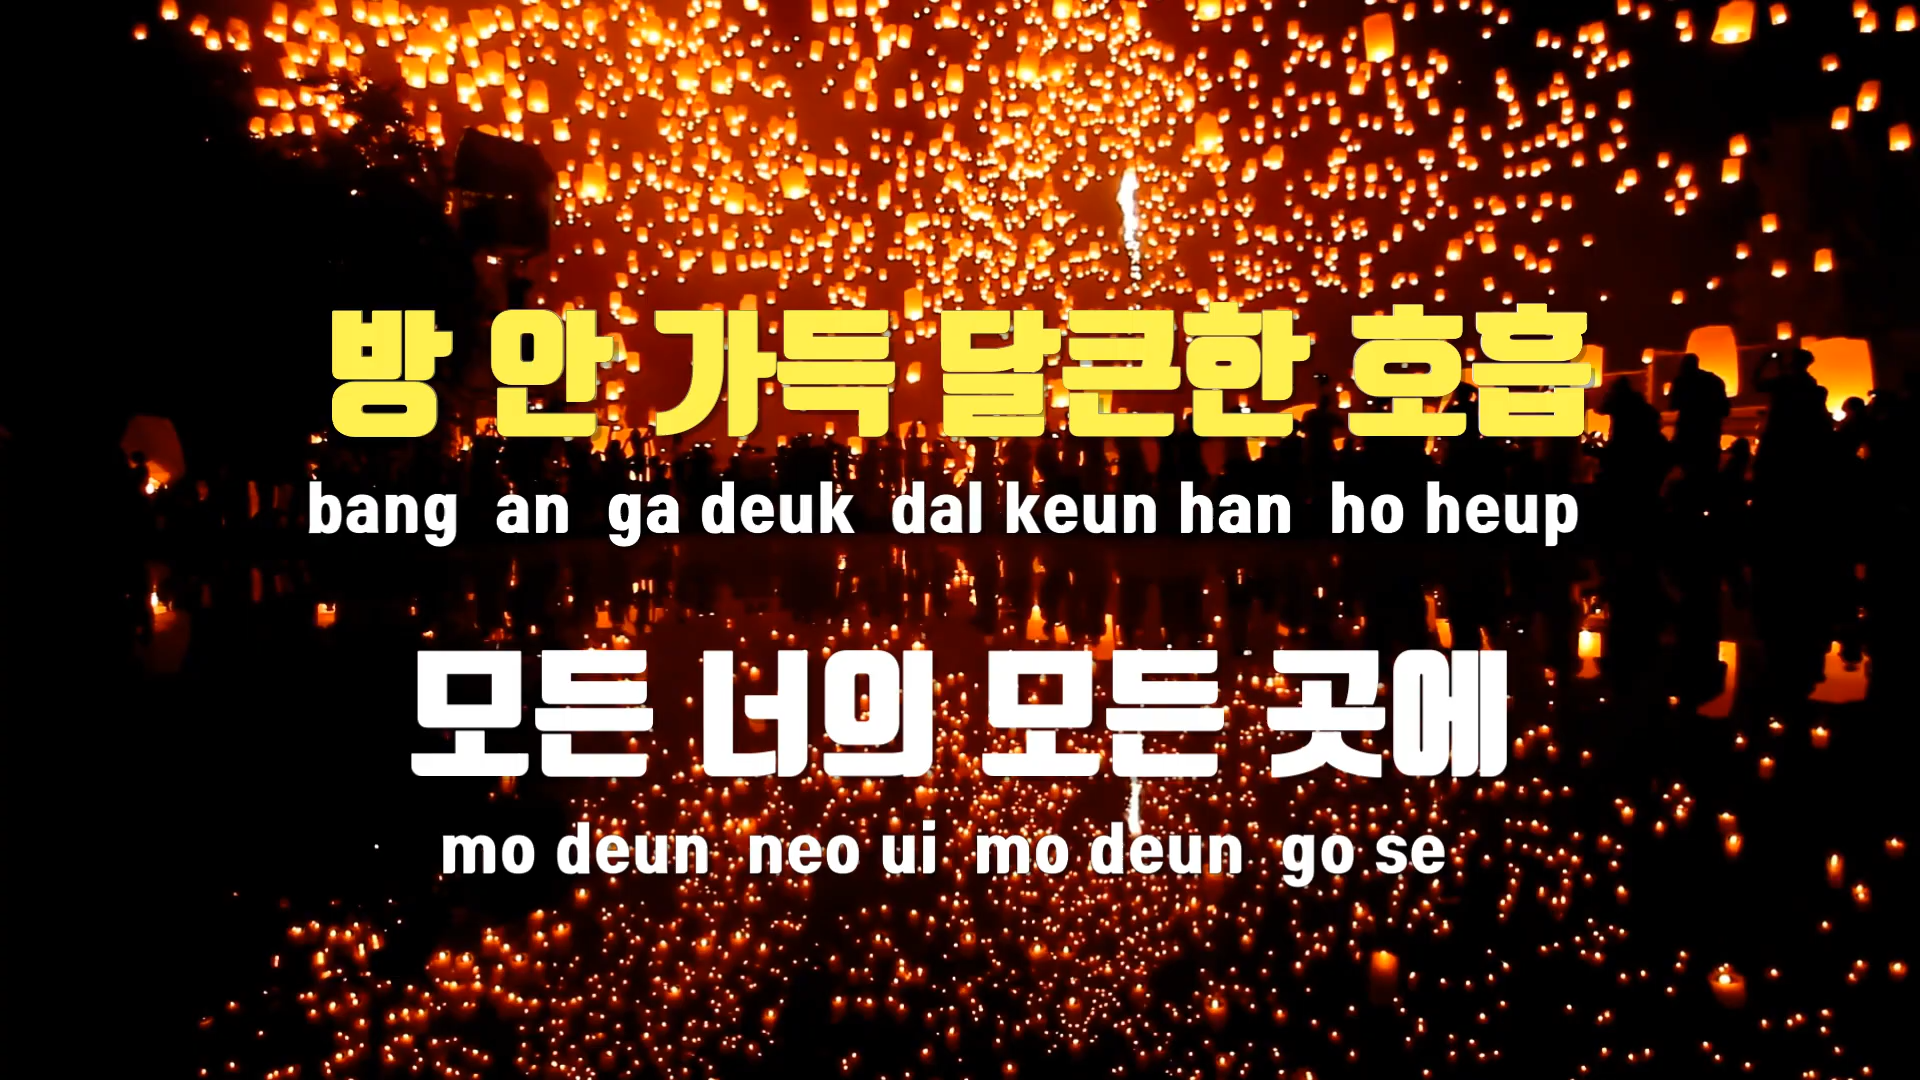 방 안 가득 달큰한 호흡
bang an ga deuk dal keun han ho heup
모든 너의 모든 곳에
mo deun neo ui mo deun go se